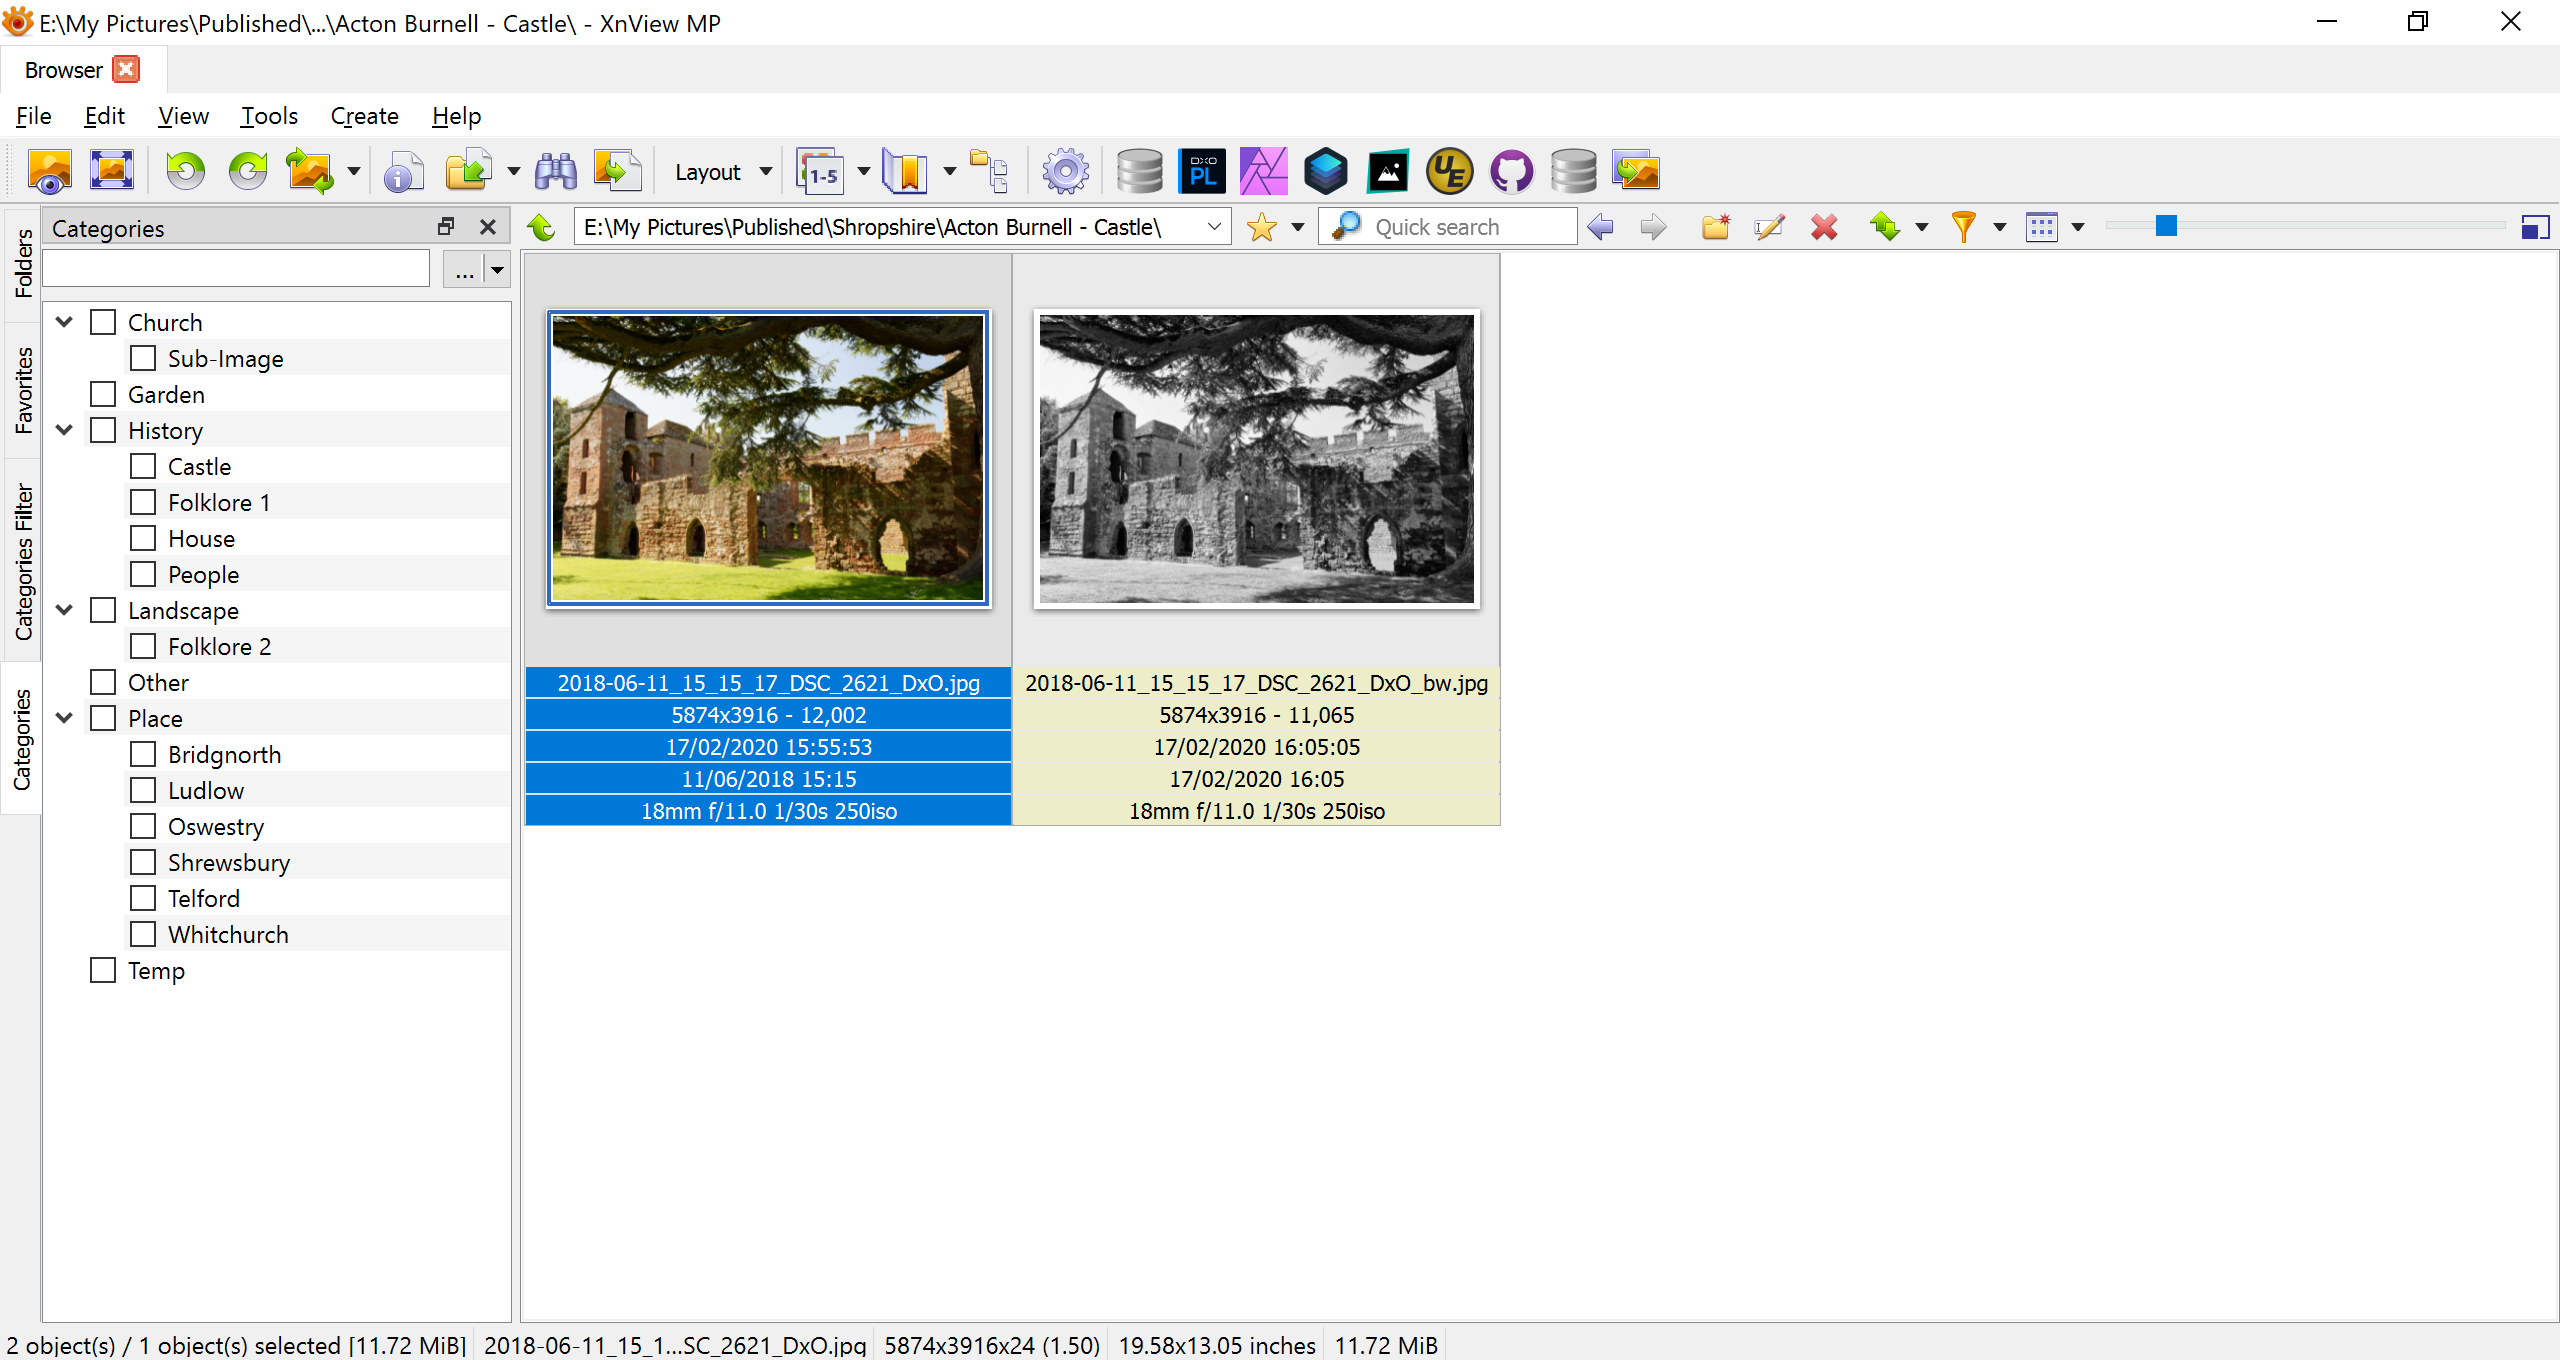 E:\My Pictures\Published\...\Acton Burnell - Castle\ - XnView MP
Browser
File Edit View Tools Create Help
1-5
Layout
DXO
PL
UE
Categories
E:\My Pictures\Published\Shropshire\Acton Burnell - Castle\
Quick search
...
Folders
Favorites
Categories Filter
Categories
Church
Sub-Image
Garden
History
Castle
Folklore 1
House
People
Landscape
Folklore 2
Other
Place
Bridgnorth
Ludlow
Oswestry
Shrewsbury
Telford
Whitchurch
Temp
2018-06-11_15_15_17_DSC_2621_DxO.jpg
5874x3916 - 12,002
17/02/2020 15:55:53
11/06/2018 15:15
18mm f/11.0 1/30s 250iso
2018-06-11_15_15_17_DSC_2621_DxO_bw.jpg
5874x3916 - 11,065
17/02/2020 16:05:05
17/02/2020 16:05
18mm f/11.0 1/30s 250iso
2 object(s) / 1 object(s) selected [11.72 MiB] 2018-06-11_15_1...SC_2621_DxO.jpg 5874x3916x24 (1.50) 19.58x13.05 inches 11.72 MiB